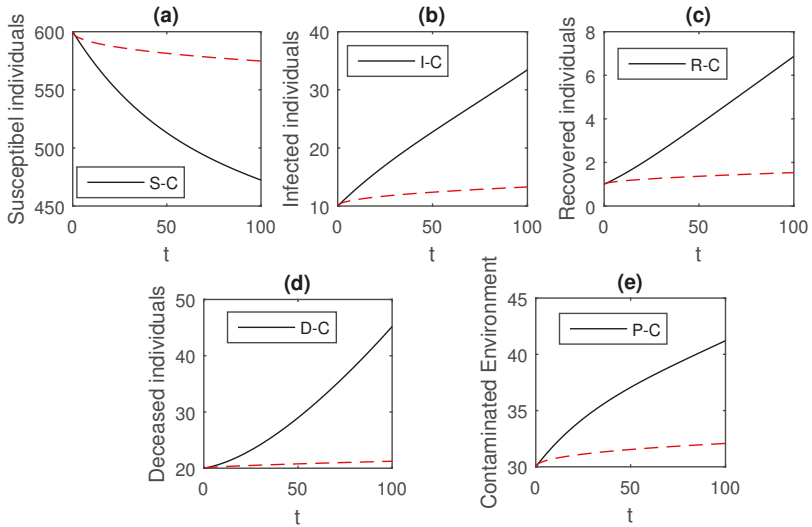 (a)
600
550
500
450
Susceptibel individuals
S-C
0
50
100
t
(b)
40
30
20
10
Infected individuals
I-C
0
50
100
t
(c)
8
6
4
2
0
Recovered individuals
R-C
0
50
100
t
(d)
50
40
30
20
Deceased individuals
D-C
0
50
100
t
(e)
45
40
35
30
Contaminated Environment
P-C
0
50
100
t